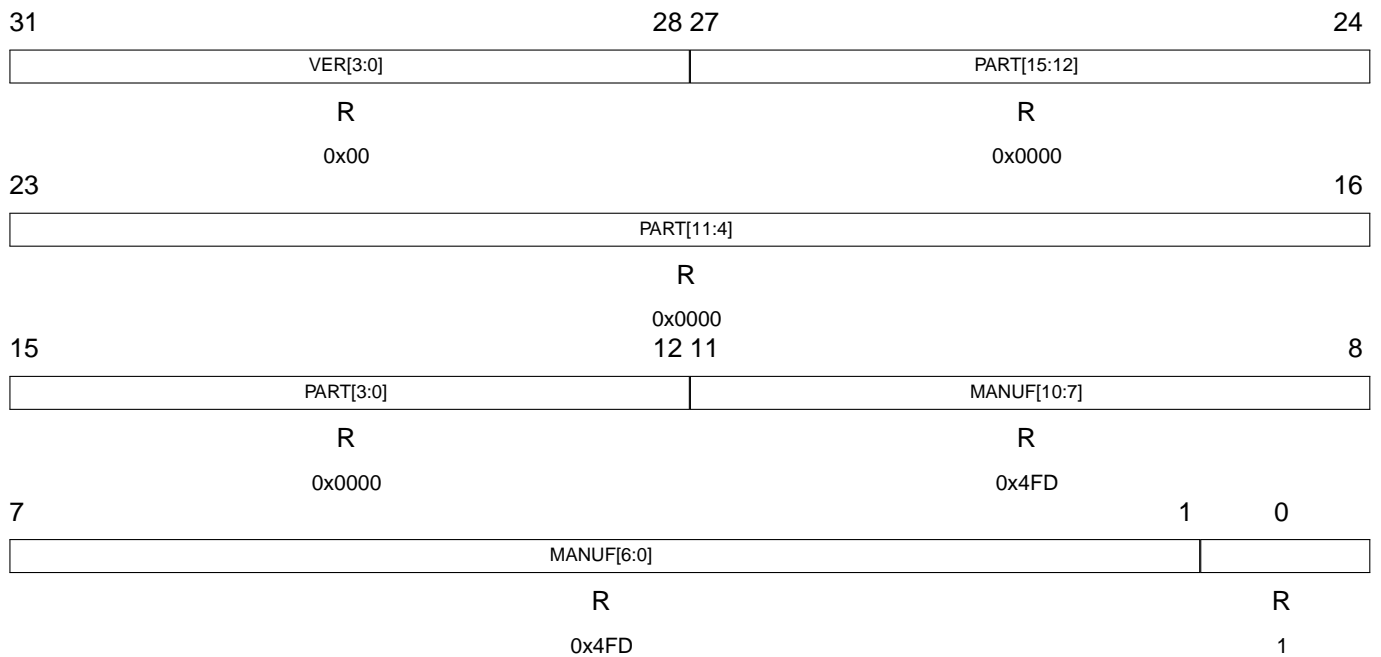 31 28 27 24
VER[3:0] PART[15:12]
R R
0x00 0x0000
23 16
PART[11:4]
R
0x0000
15 12 11 8
PART[3:0] MANUF[10:7]
R R
0x0000 0x4FD
7 1 0
MANUF[6:0]
R R
0x4FD 1